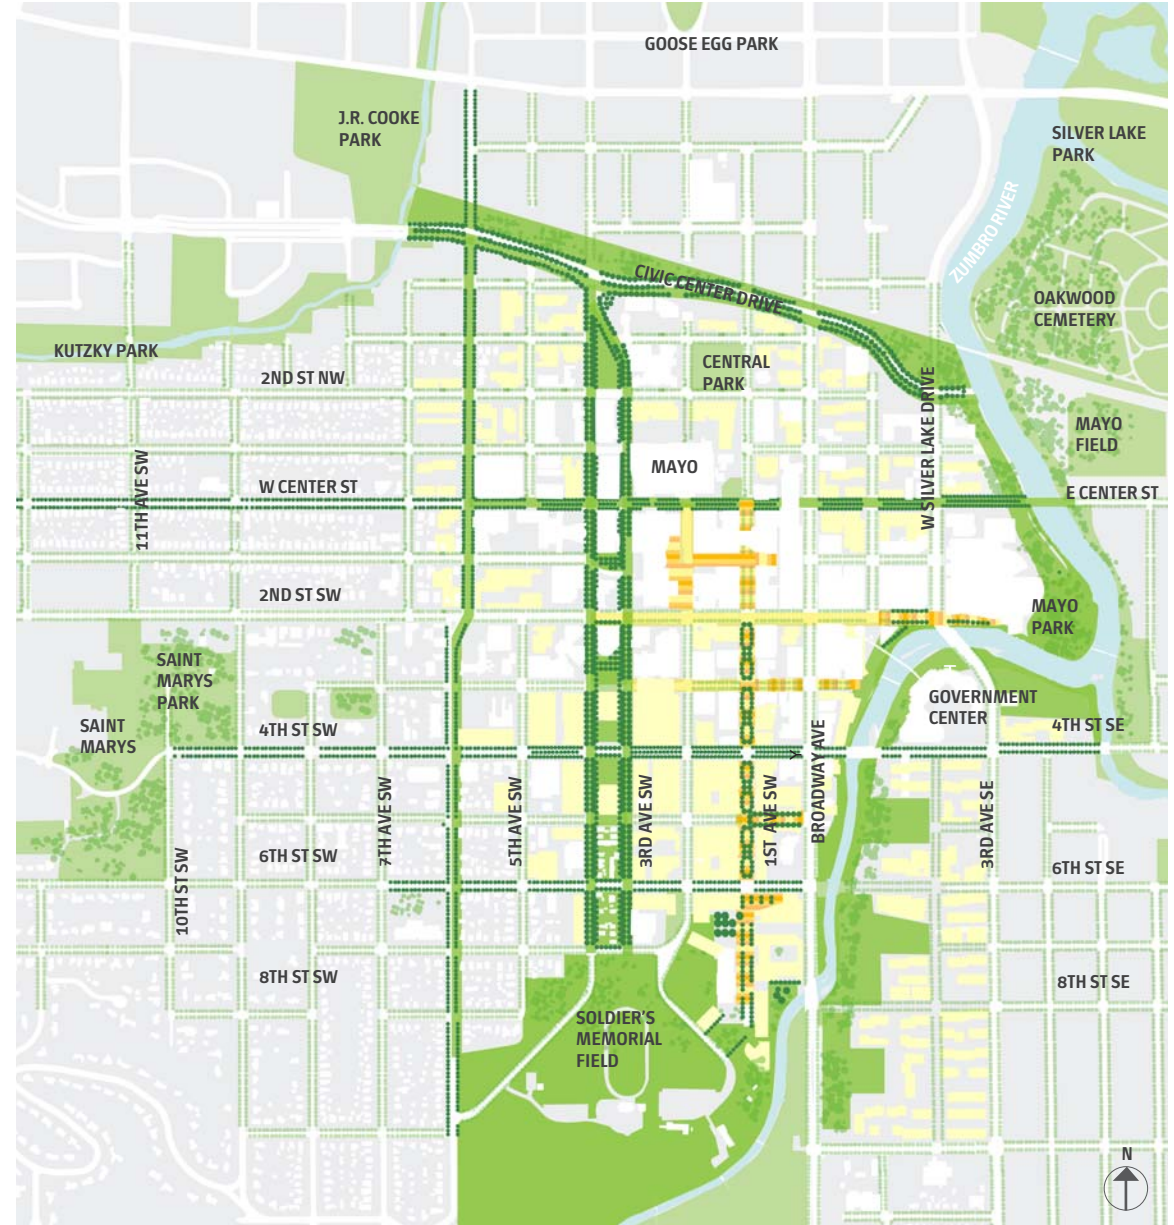 GOOSE EGG PARK
J.R. COOKE
PARK
SILVER LAKE
PARK
ZUMBRO RIVER
CIVIC CENTER DRIVE
OAKWOOD
CEMETERY
KUTZKY PARK
2ND ST NW
CENTRAL
PARK
W SILVER LAKE DRIVE
MAYO
FIELD
11TH AVE SW
W CENTER ST
MAYO
E CENTER ST
2ND ST SW
MAYO
PARK
SAINT
MARYS
PARK
SAINT
MARYS
4TH ST SW
GOVERNMENT
CENTER
4TH ST SE
7TH AVE SW
5TH AVE SW
3RD AVE SW
1ST AVE SW
BROADWAY AVE
3RD AVE SE
10TH ST SW
6TH ST SW
6TH ST SE
8TH ST SW
8TH ST SE
SOLDIER'S
MEMORIAL
FIELD
N